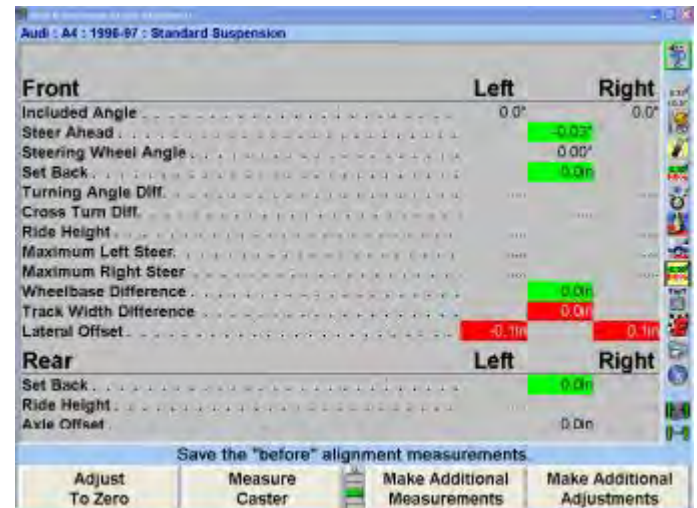 Audi : A4 : 1996-97 : Standard Suspension
Front Left Right
Included Angle 0.0° 0.0°
Steer Ahead -0.03°
Steering Wheel Angle 0.00°
Set Back 0.0in
Turning Angle Diff.
Cross Turn Diff.
Ride Height
Maximum Left Steer.
Maximum Right Steer
Wheelbase Difference 0.0in
Track Width Difference 0.0in
Lateral Offset -0.1in 0.1in
Rear Left Right
Set Back 0.0in
Ride Height
Axle Offset 0.0in
Save the "before" alignment measurements.
Adjust Measure Make Additional Make Additional
To Zero Caster Measurements Adjustments